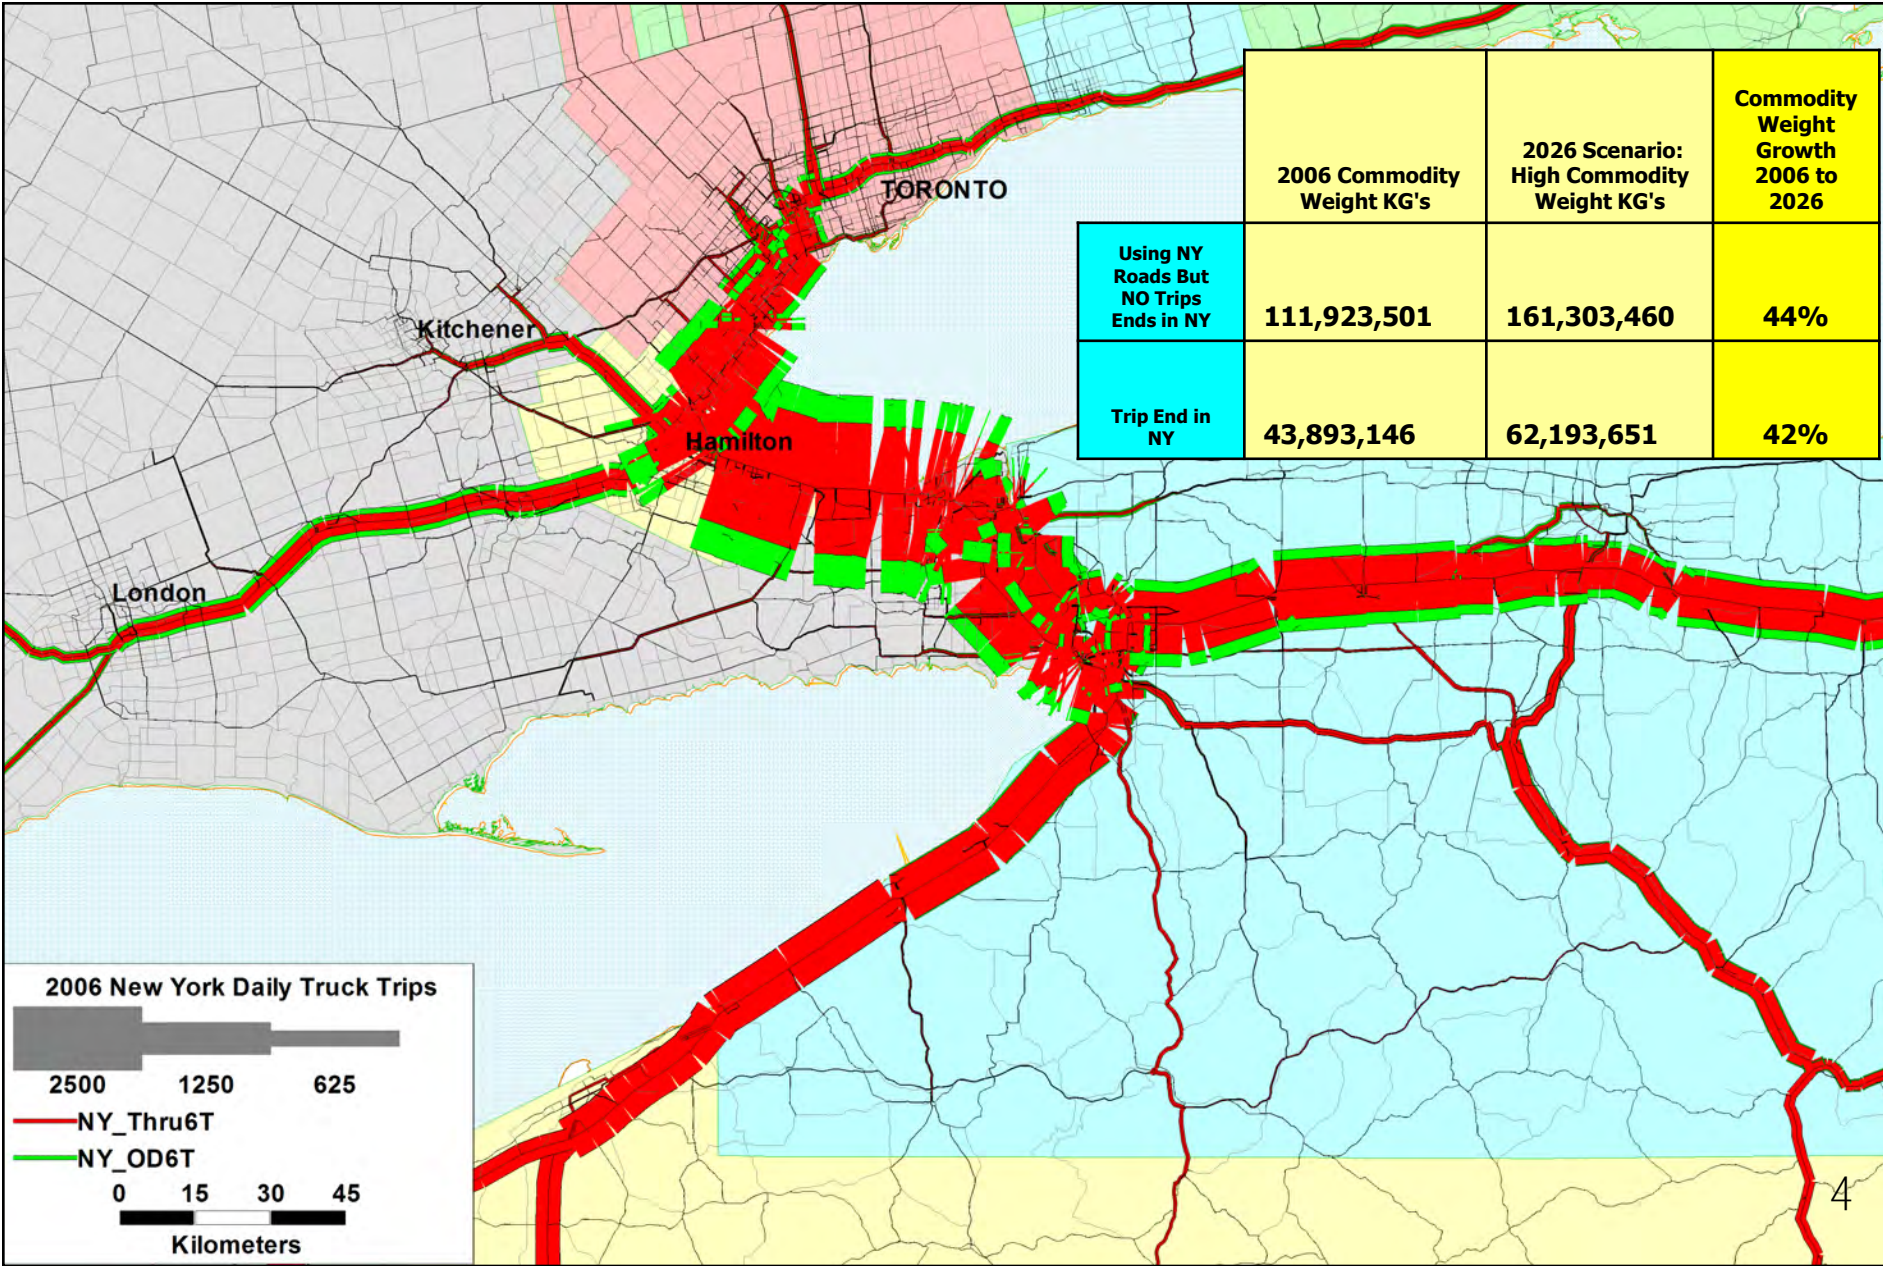 TORONTO
Kitchener
Hamilton
London
2006 Commodity
Weight KG's
2026 Scenario:
High Commodity
Weight KG's
Commodity
Weight
Growth
2006 to
2026
Using NY
Roads But
NO Trips
Ends in NY
111,923,501
161,303,460
44%
Trip End in
NY
43,893,146
62,193,651
42%
2006 New York Daily Truck Trips
2500 1250 625
NY_Thru6T
NY_OD6T
0 15 30 45
Kilometers
4